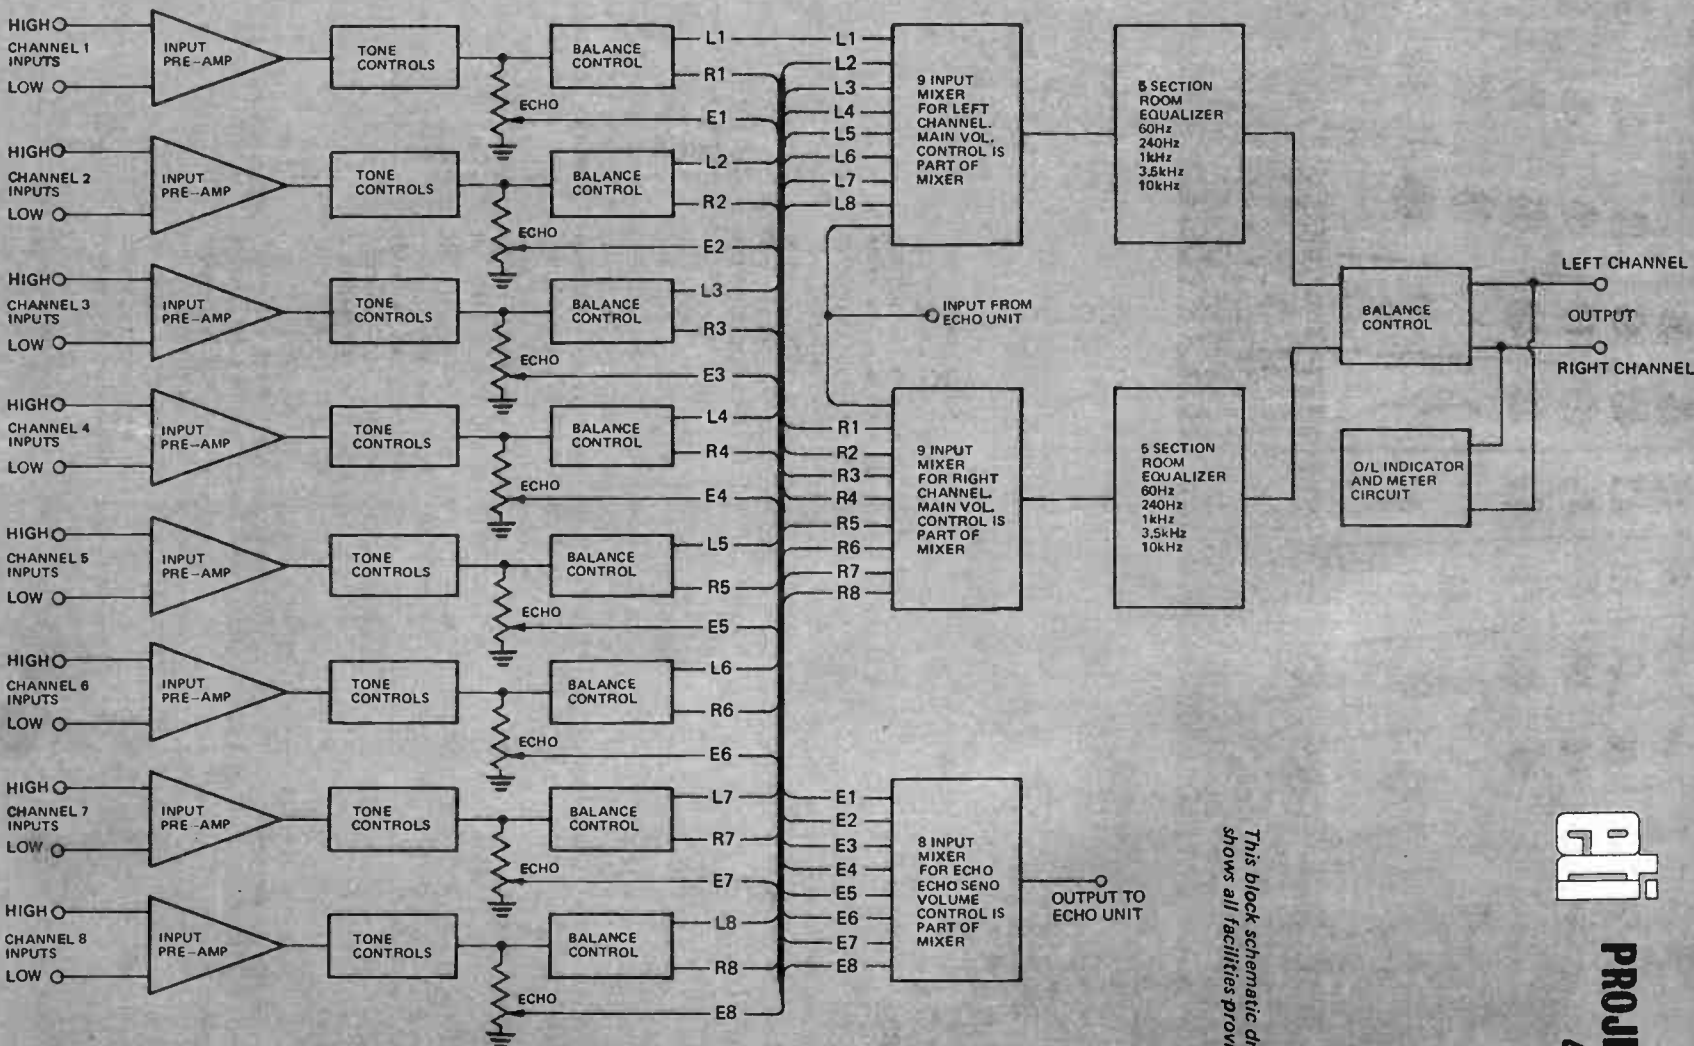 HIGH
CHANNEL 1
INPUTS
LOW
INPUT
PRE-AMP
TONE
CONTROLS
ECHO
BALANCE
CONTROL
L1
R1
E1
HIGH
CHANNEL 2
INPUTS
LOW
INPUT
PRE-AMP
TONE
CONTROLS
ECHO
BALANCE
CONTROL
L2
R2
E2
HIGH
CHANNEL 3
INPUTS
LOW
INPUT
PRE-AMP
TONE
CONTROLS
ECHO
BALANCE
CONTROL
L3
R3
E3
HIGH
CHANNEL 4
INPUTS
LOW
INPUT
PRE-AMP
TONE
CONTROLS
ECHO
BALANCE
CONTROL
L4
R4
E4
HIGH
CHANNEL 5
INPUTS
LOW
INPUT
PRE-AMP
TONE
CONTROLS
ECHO
BALANCE
CONTROL
L5
R5
E5
HIGH
CHANNEL 6
INPUTS
LOW
INPUT
PRE-AMP
TONE
CONTROLS
ECHO
BALANCE
CONTROL
L6
R6
E6
HIGH
CHANNEL 7
INPUTS
LOW
INPUT
PRE-AMP
TONE
CONTROLS
ECHO
BALANCE
CONTROL
L7
R7
E7
HIGH
CHANNEL 8
INPUTS
LOW
INPUT
PRE-AMP
TONE
CONTROLS
ECHO
BALANCE
CONTROL
L8
R8
E8
L1
L2
L3
L4
L5
L6
L7
L8
9 INPUT
MIXER
FOR LEFT
CHANNEL.
MAIN VOL.
CONTROL IS
PART OF
MIXER
5 SECTION
ROOM
EQUALIZER
60Hz
240Hz
1kHz
3.5kHz
10kHz
INPUT FROM
ECHO UNIT
R1
R2
R3
R4
R5
R6
R7
R8
9 INPUT
MIXER
FOR RIGHT
CHANNEL.
MAIN VOL.
CONTROL IS
PART OF
MIXER
5 SECTION
ROOM
EQUALIZER
60Hz
240Hz
1kHz
3.5kHz
10kHz
BALANCE
CONTROL
LEFT CHANNEL
OUTPUT
RIGHT CHANNEL
O/L INDICATOR
AND METER
CIRCUIT
E1
E2
E3
E4
E5
E6
E7
E8
8 INPUT
MIXER
FOR ECHO
ECHO SEND
VOLUME
CONTROL IS
PART OF
MIXER
OUTPUT TO
ECHO UNIT
This block schematic
shows all facilities
eti